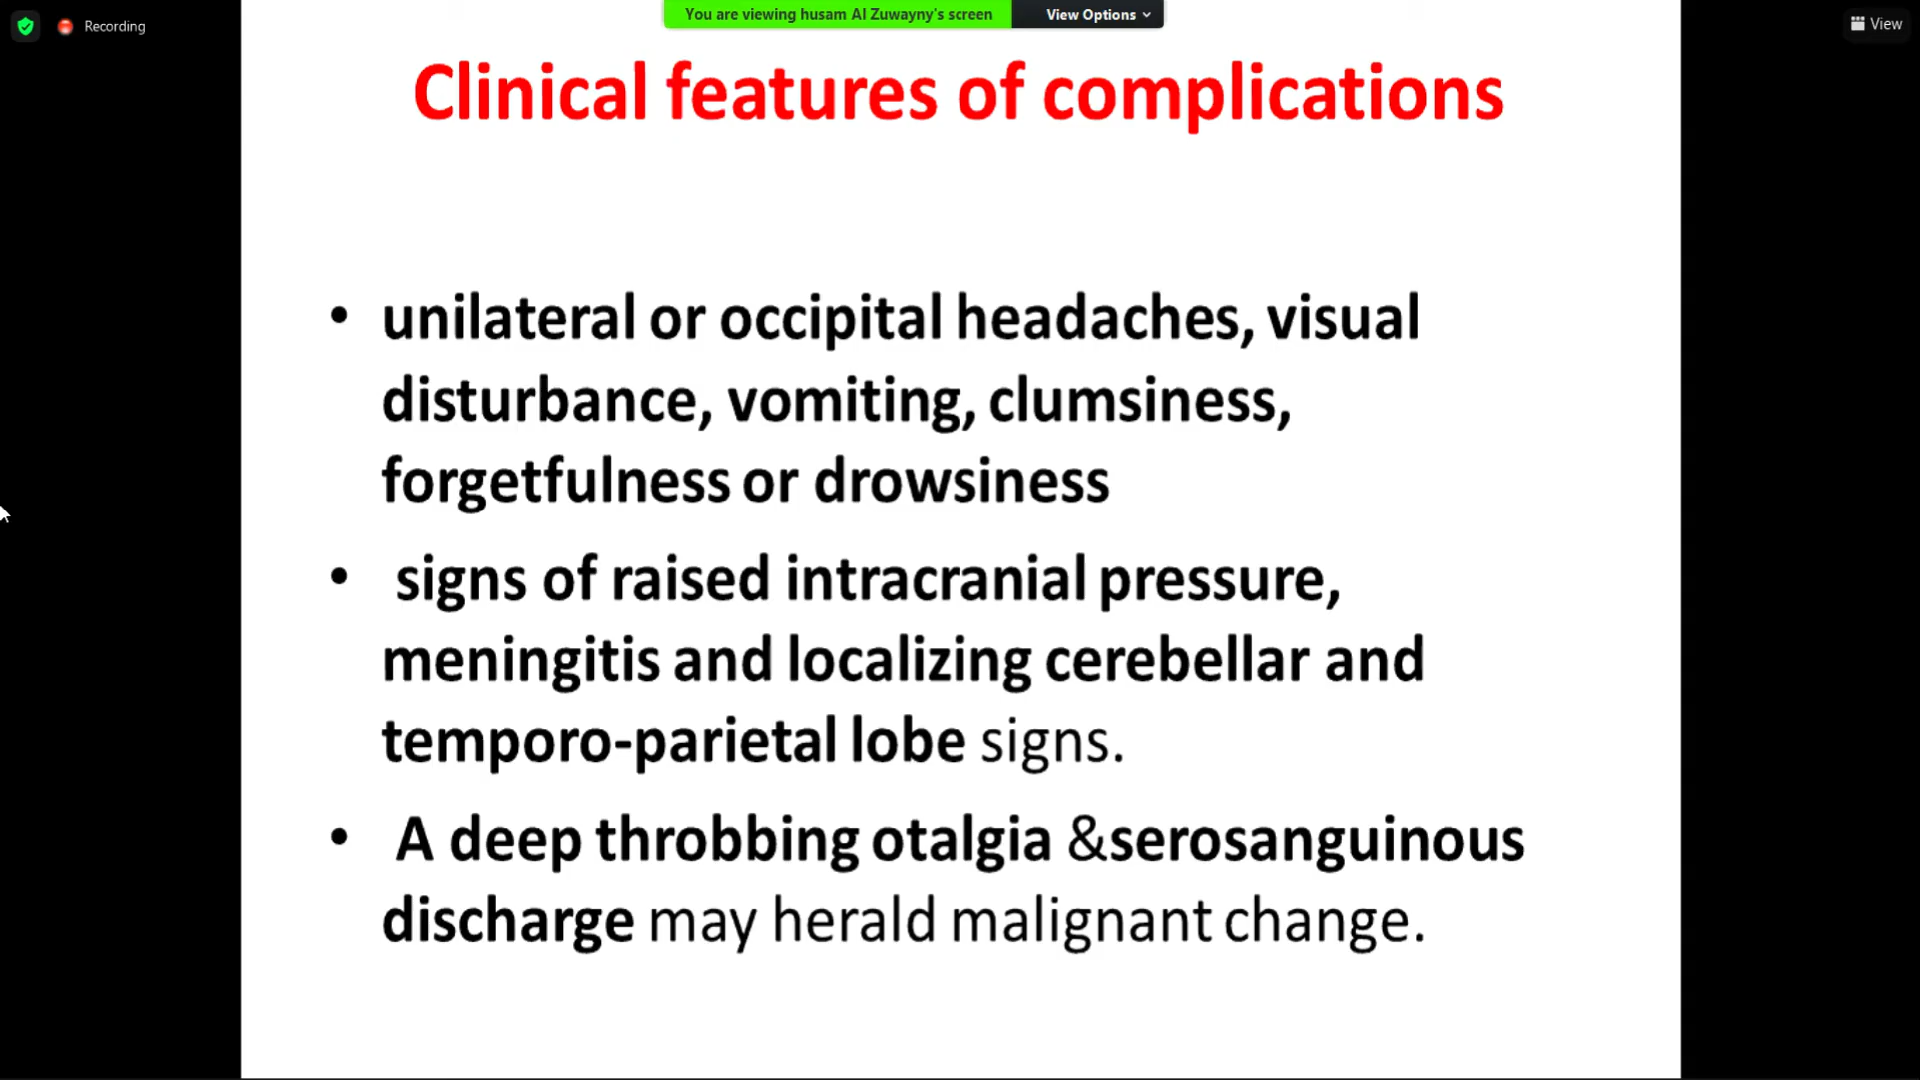 Recording
You are viewing husam Al Zuwayny's screen
View Options
View
Clinical features of complications
• unilateral or occipital headaches, visual
disturbance, vomiting, clumsiness,
forgetfulness or drowsiness
• signs of raised intracranial pressure,
meningitis and localizing cerebellar and
temporo-parietal lobe signs.
• A deep throbbing otalgia &serosanguinous
discharge may herald malignant change.